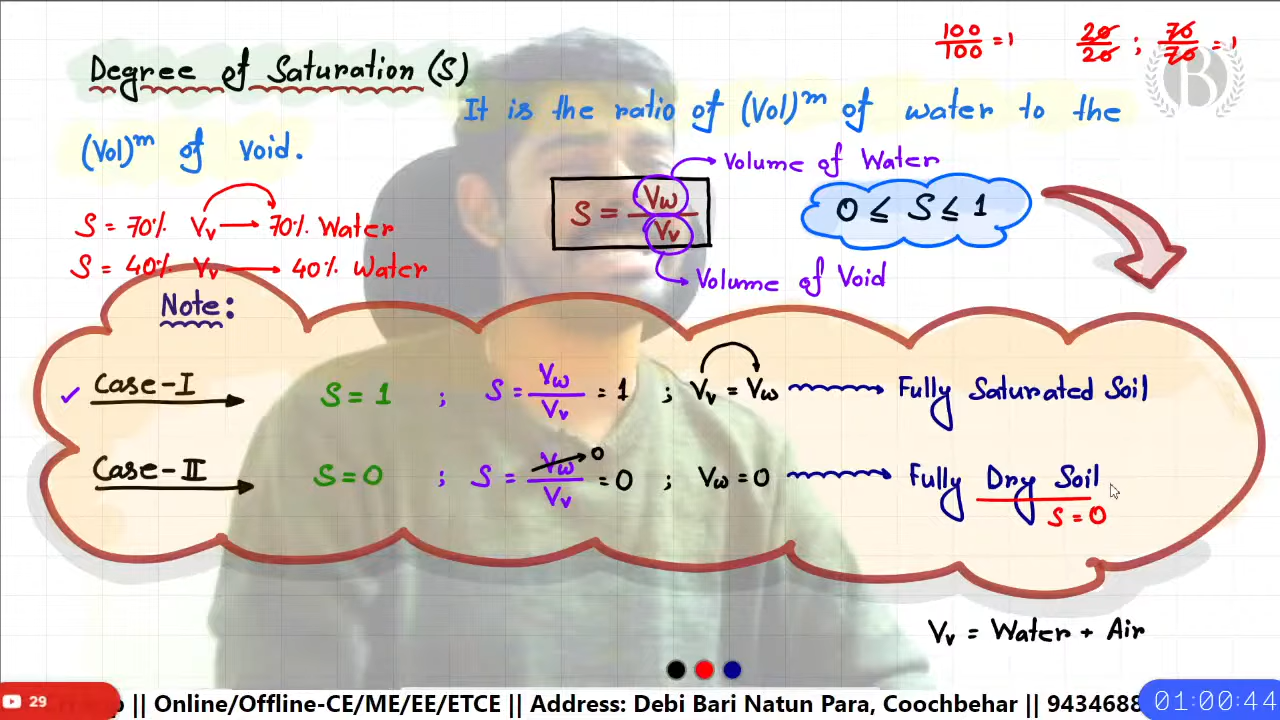 100/100 = 1 20/20 ; 70/70 = 1
Degree of Saturation (S)
It is the ratio of (Vol)^m of water to the
(Vol)^m of void.
Volume of Water
S = Vw/Vv
0 ≤ S ≤ 1
Volume of Void
S = 70% Vv → 70% Water
S = 40% Vv → 40% Water
Note:
✓ Case-I → S = 1 ; S = Vw/Vv = 1 ; Vv = Vw → Fully Saturated Soil
Case-II → S = 0 ; S = Vw/Vv = 0 ; Vw = 0 → Fully Dry Soil
0
S = 0
Vv = Water + Air
B
29
|| Online/Offline-CE/ME/EE/ETCE || Address: Debi Bari Natun Para, Coochbehar || 943468
01:00:44